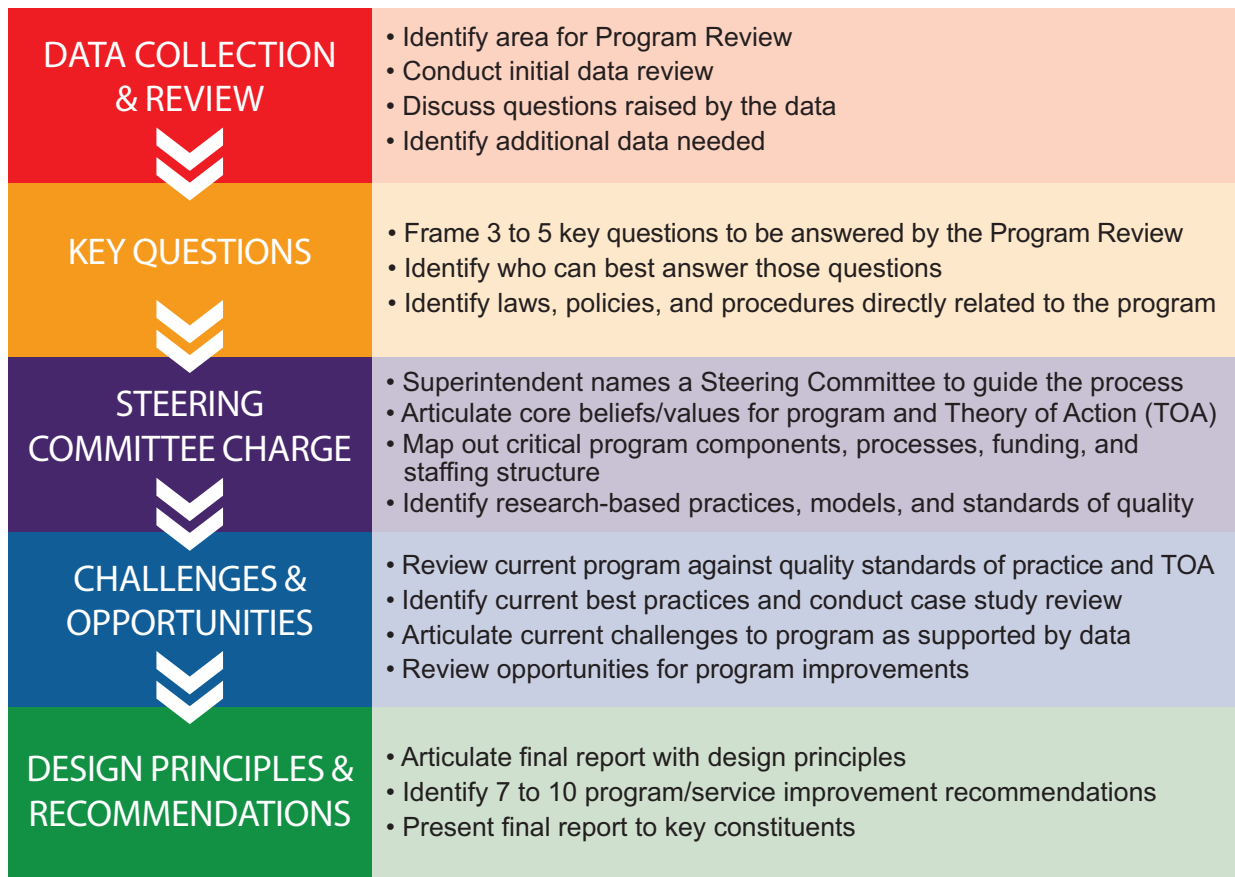 DATA COLLECTION
& REVIEW
• Identify area for Program Review
• Conduct initial data review
• Discuss questions raised by the data
• Identify additional data needed
KEY QUESTIONS
• Frame 3 to 5 key questions to be answered by the Program Review
• Identify who can best answer those questions
• Identify laws, policies, and procedures directly related to the program
STEERING
COMMITTEE CHARGE
• Superintendent names a Steering Committee to guide the process
• Articulate core beliefs/values for program and Theory of Action (TOA)
• Map out critical program components, processes, funding, and
staffing structure
• Identify research-based practices, models, and standards of quality
CHALLENGES &
OPPORTUNITIES
• Review current program against quality standards of practice and TOA
• Identify current best practices and conduct case study review
• Articulate current challenges to program as supported by data
• Review opportunities for program improvements
DESIGN PRINCIPLES &
RECOMMENDATIONS
• Articulate final report with design principles
• Identify 7 to 10 program/service improvement recommendations
• Present final report to key constituents